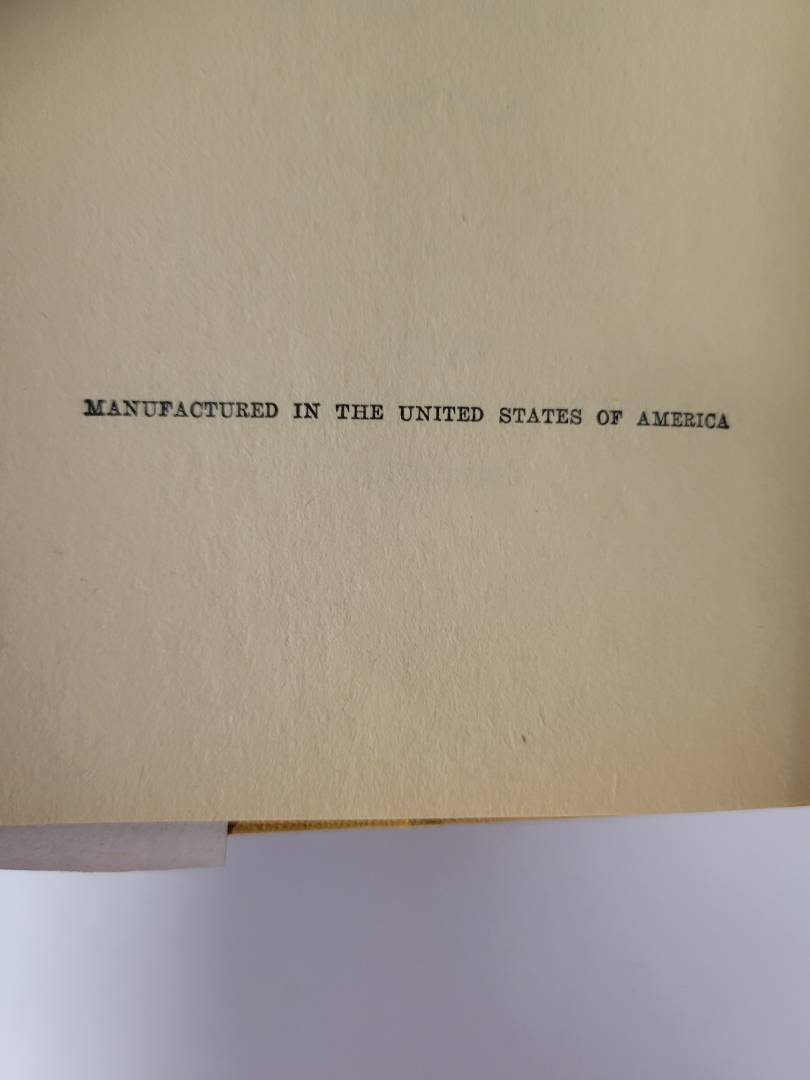 MANUFACTURED IN THE UNITED STATES OF AMERICA